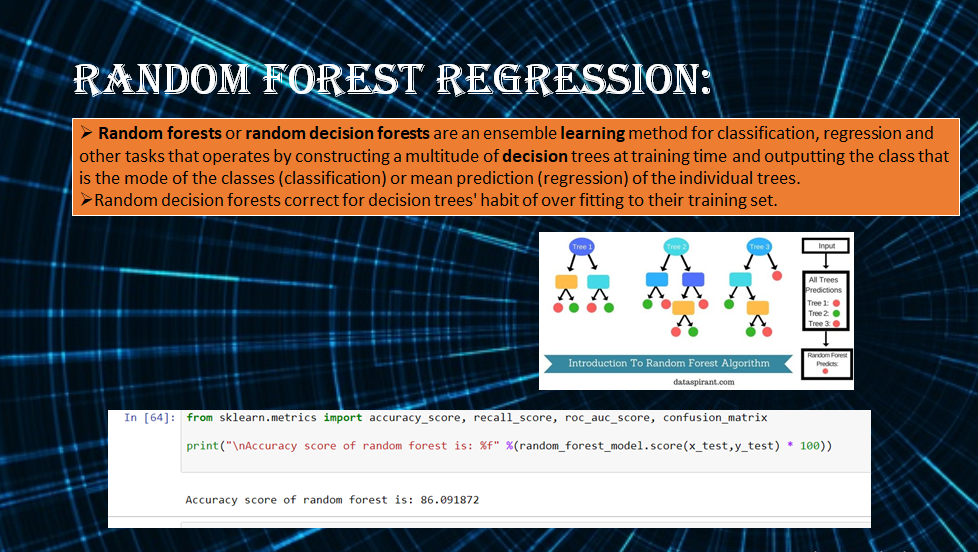 RANDOM FOREST REGRESSION:
➢ Random forests or random decision forests are an ensemble learning method for classification, regression and
other tasks that operates by constructing a multitude of decision trees at training time and outputting the class that
is the mode of the classes (classification) or mean prediction (regression) of the individual trees.
➢Random decision forests correct for decision trees' habit of over fitting to their training set.
Tree 1
Tree 2
Tree 3
Input
All Trees
Predictions
Tree 1:
Tree 2:
Tree 3:
Random Forest
Predicts:
Introduction To Random Forest Algorithm
dataspirant.com
In [64]: from sklearn.metrics import accuracy_score, recall_score, roc_auc_score, confusion_matrix
print("\nAccuracy score of random forest is: %f" %(random_forest_model.score(x_test,y_test) * 100))
Accuracy score of random forest is: 86.091872